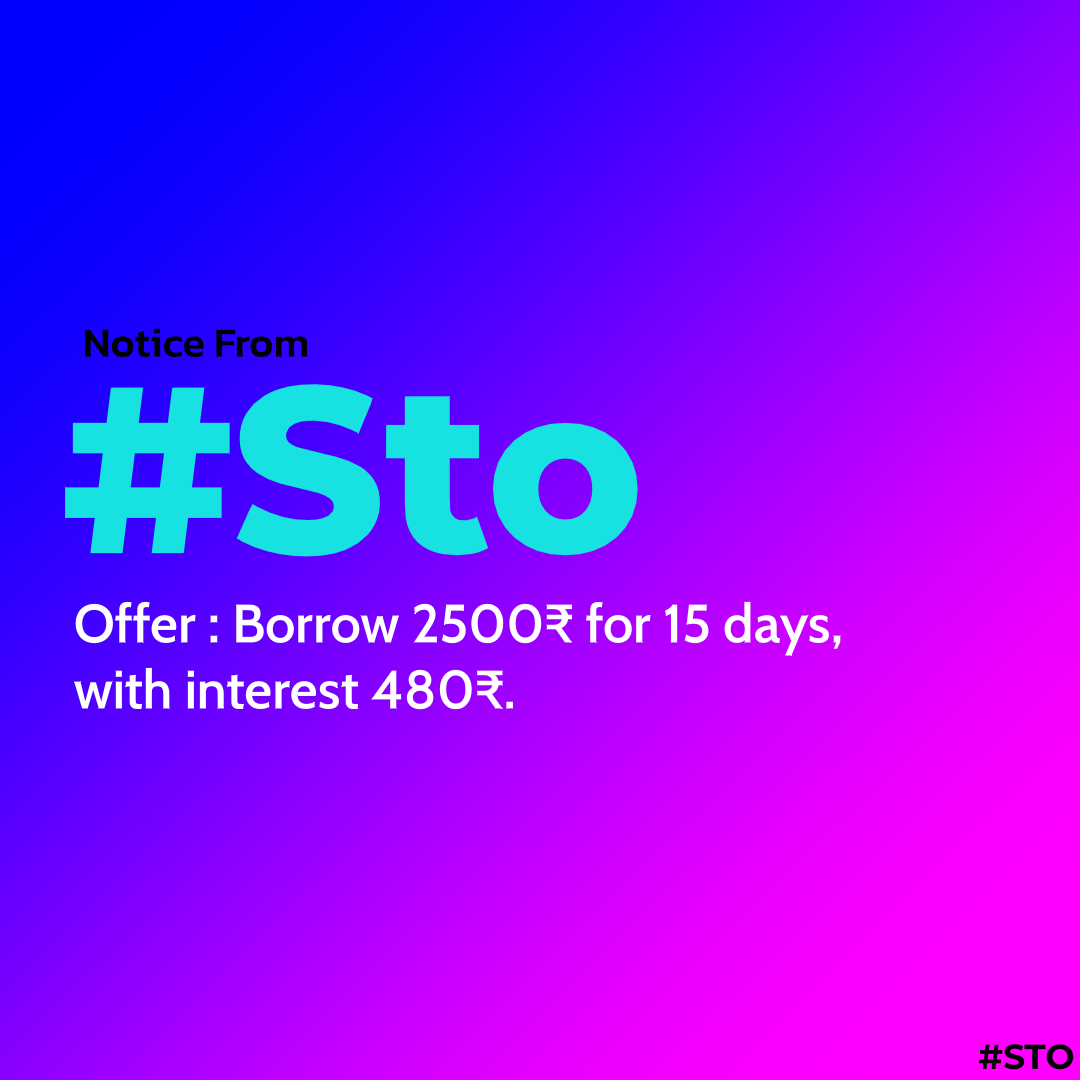 Notice From
#Sto
Offer : Borrow 2500₹ for 15 days,
with interest 480₹.
#STO